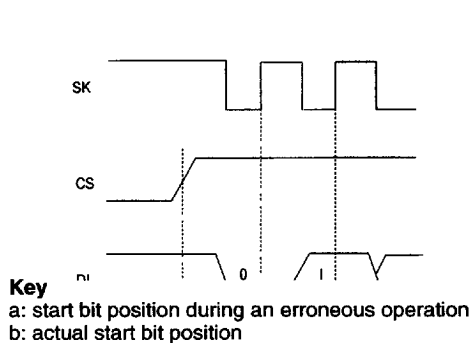 SK
CS
0 1
Key
a: start bit position during an erroneous operation
b: actual start bit position